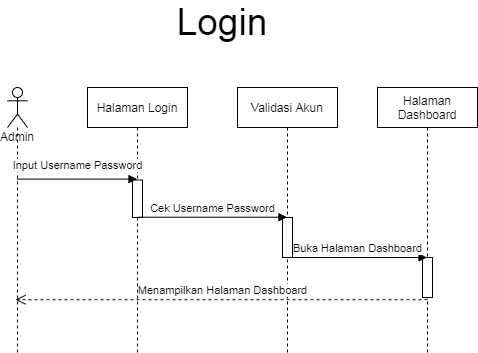 Login
Admin
Halaman Login
Validasi Akun
Halaman
Dashboard
Input Username Password
Cek Username Password
Buka Halaman Dashboard
Menampilkan Halaman Dashboard